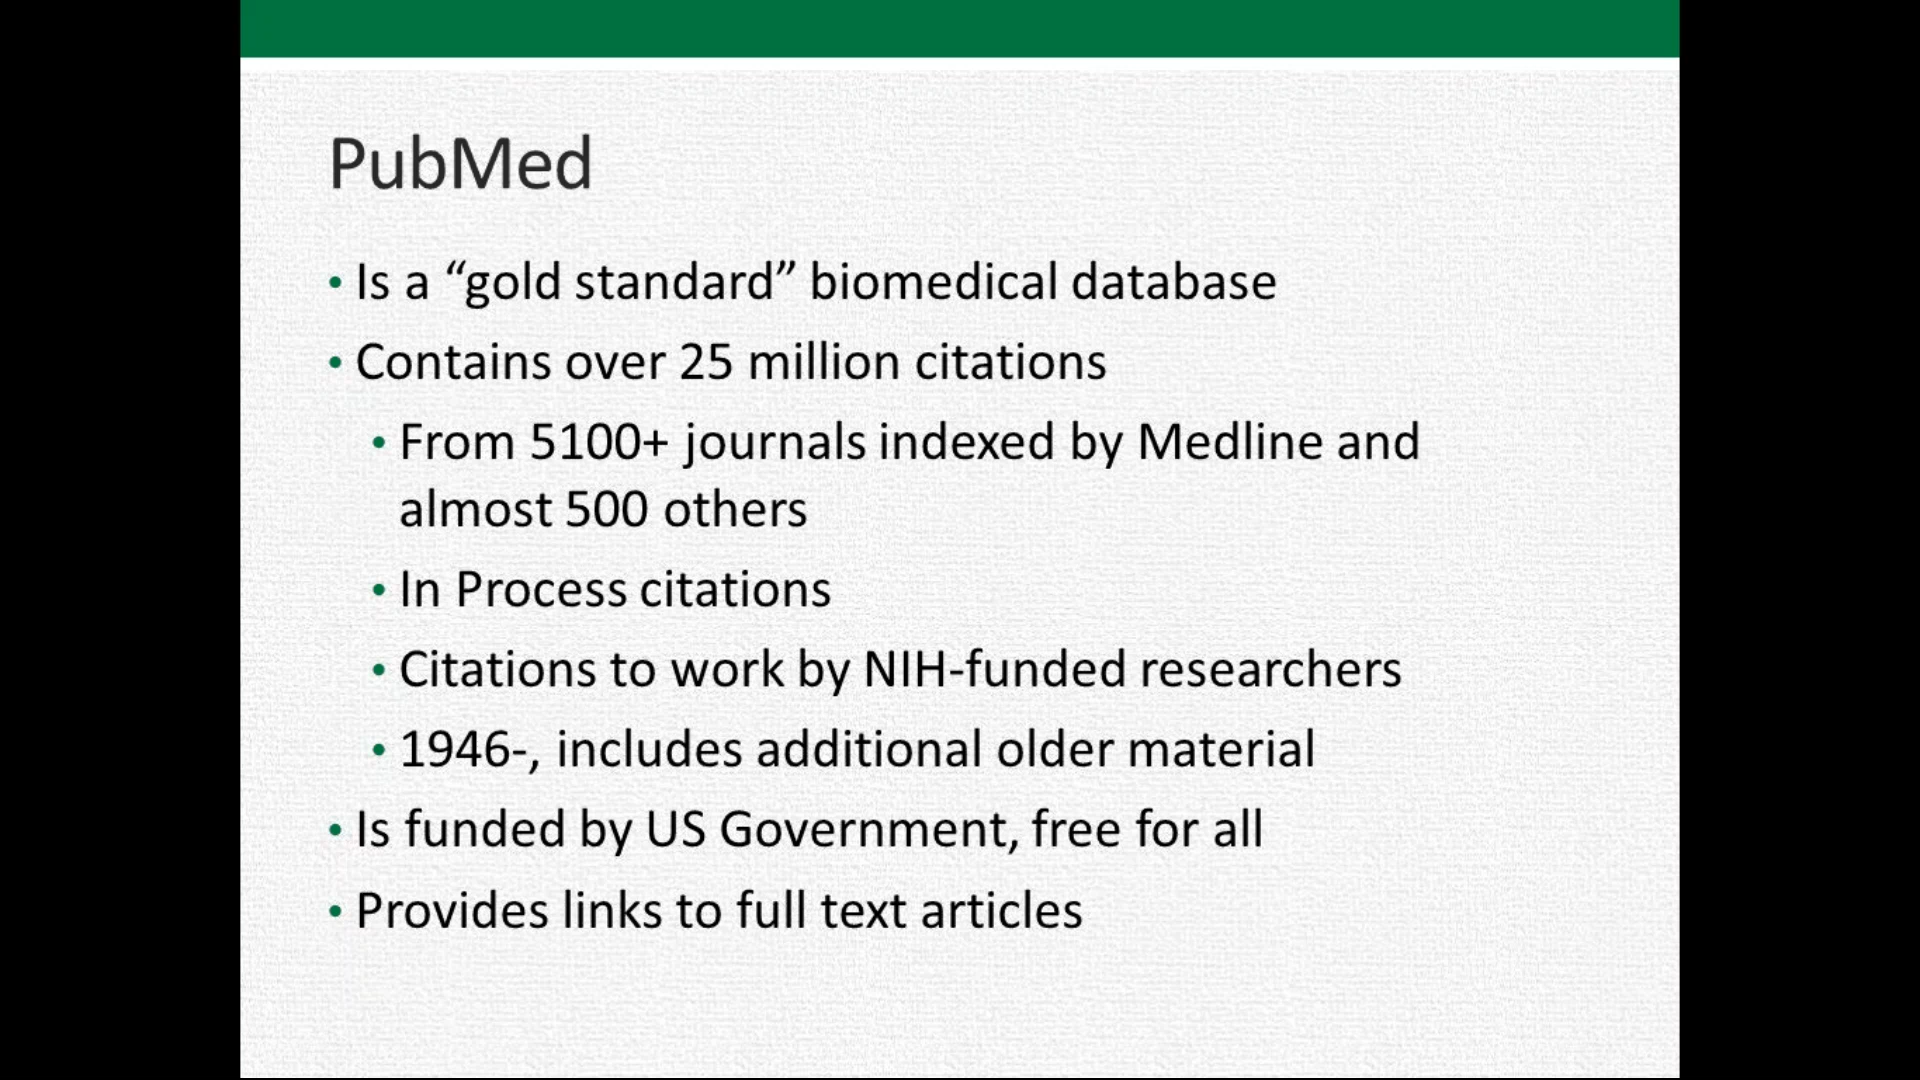 PubMed
• Is a “gold standard” biomedical database
• Contains over 25 million citations
• From 5100+ journals indexed by Medline and
almost 500 others
• In Process citations
• Citations to work by NIH-funded researchers
• 1946-, includes additional older material
• Is funded by US Government, free for all
• Provides links to full text articles